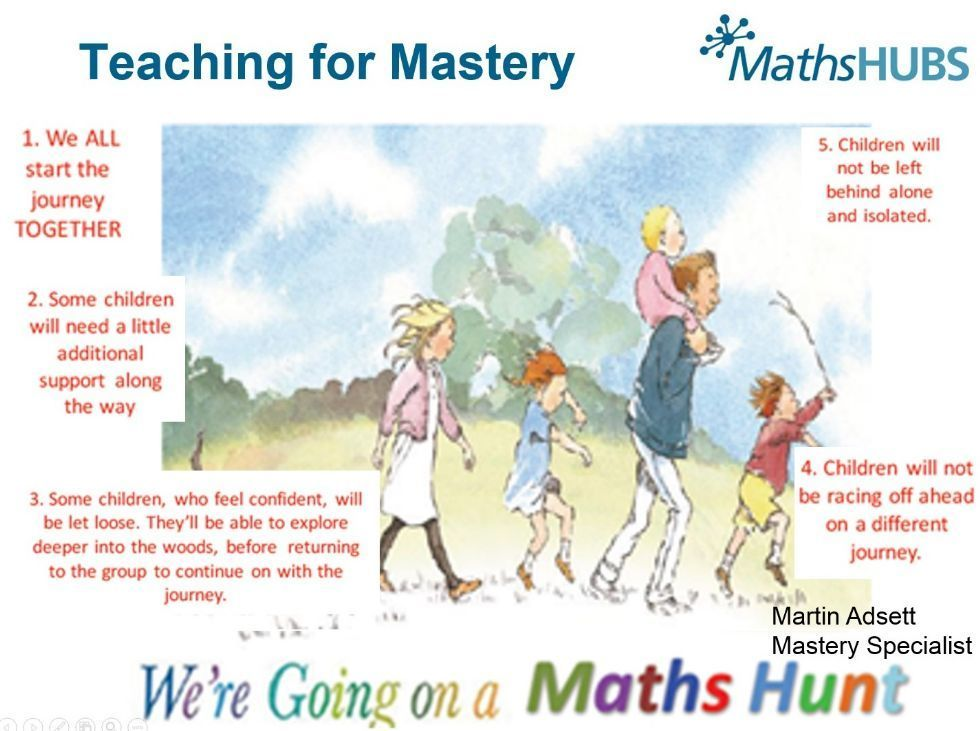 Teaching for Mastery
MathsHUBS
1. We ALL
start the
journey
TOGETHER
2. Some children
will need a little
additional
support along
the way
3. Some children, who feel confident, will
be let loose. They'll be able to explore
deeper into the woods, before returning
to the group to continue on with the
journey.
5. Children will
not be left
behind alone
and isolated.
4. Children will not
be racing off ahead
on a different
journey.
Martin Adsett
Mastery Specialist
We're Going on a Maths Hunt